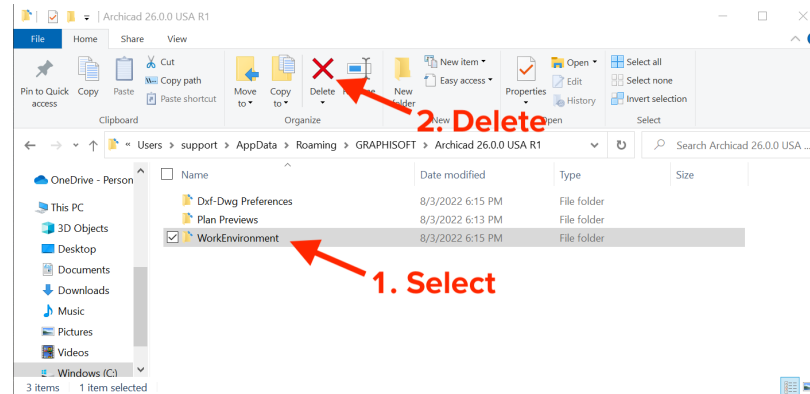 Archicad 26.0.0 USA R1
File Home Share View
Pin to Quick access
Copy
Paste
Cut
Copy path
Paste shortcut
Clipboard
Move to
Copy to
Delete
Organize
New
New item
Easy access
New
Properties
Open
Edit
History
Open
Select all
Select none
Invert selection
Select
2. Delete
« Users > support > AppData > Roaming > GRAPHISOFT > Archicad 26.0.0 USA R1
Search Archicad 26.0.0 USA ...
OneDrive - Person
This PC
3D Objects
Desktop
Documents
Downloads
Music
Pictures
Videos
Windows (C:)
Name Date modified Type Size
Dxf-Dwg Preferences 8/3/2022 6:15 PM File folder
Plan Previews 8/3/2022 6:13 PM File folder
WorkEnvironment 8/3/2022 6:15 PM File folder
1. Select
3 items 1 item selected